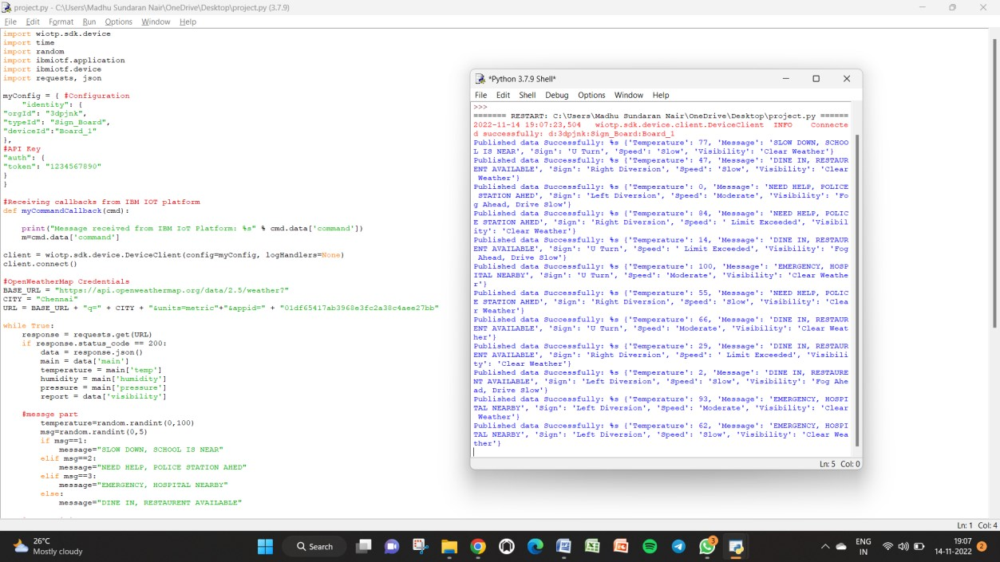 project.py - C:\Users\Madhu Sundaran Nair\OneDrive\Desktop\project.py (3.7.9)
File Edit Format Run Options Window Help
import wiotp.sdk.device
import time
import random
import ibmiotf.application
import ibmiotf.device
import requests, json
myConfig = { #Configuration
"identity": {
"orgId": "3dpjnk",
"typeId": "Sign_Board",
"deviceId":"Board_1"
},
#API Key
"auth": {
"token": "1234567890"
}
}
#Receiving callbacks from IBM IOT platform
def myCommandCallback(cmd):
print("Message received from IBM IoT Platform: %s" % cmd.data['command'])
m=cmd.data['command']
client = wiotp.sdk.device.DeviceClient(config=myConfig, logHandlers=None)
client.connect()
#OpenWeatherMap Credentials
BASE_URL = "https://api.openweathermap.org/data/2.5/weather?"
CITY = "Chennai"
URL = BASE_URL + "q=" + CITY + "&units=metric"+"&appid=" + "01df65417ab3968e3fc2a38c4aee27bb"
while True:
response = requests.get(URL)
if response.status_code == 200:
data = response.json()
main = data['main']
temperature = main['temp']
humidity = main['humidity']
pressure = main['pressure']
report = data['visibility']
#messge part
temperature=random.randint(0,100)
msg=random.randint(0,5)
if msg==1:
message="SLOW DOWN, SCHOOL IS NEAR"
elif msg==2:
message="NEED HELP, POLICE STATION AHED"
elif msg==3:
message="EMERGENCY, HOSPITAL NEARBY"
else:
message="DINE IN, RESTAURENT AVAILABLE"
Ln: 1 Col: 4
*Python 3.7.9 Shell*
File Edit Shell Debug Options Window Help
>>>
======= RESTART: C:\Users\Madhu Sundaran Nair\OneDrive\Desktop\project.py ======
2022-11-14 19:07:23,504 wiotp.sdk.device.client.DeviceClient INFO Connecte
d successfully: d:3dpjnk:Sign_Board:Board_1
Published data Successfully: %s {'Temperature': 77, 'Message': 'SLOW DOWN, SCHOO
L IS NEAR', 'Sign': 'U Turn', 'Speed': 'Slow', 'Visibility': 'Clear Weather'}
Published data Successfully: %s {'Temperature': 47, 'Message': 'DINE IN, RESTAUR
ENT AVAILABLE', 'Sign': 'Right Diversion', 'Speed': 'Slow', 'Visibility': 'Clear
Weather'}
Published data Successfully: %s {'Temperature': 0, 'Message': 'NEED HELP, POLICE
STATION AHED', 'Sign': 'Left Diversion', 'Speed': 'Moderate', 'Visibility': 'Fo
g Ahead, Drive Slow'}
Published data Successfully: %s {'Temperature': 84, 'Message': 'NEED HELP, POLIC
E STATION AHED', 'Sign': 'Right Diversion', 'Speed': ' Limit Exceeded', 'Visibil
ity': 'Clear Weather'}
Published data Successfully: %s {'Temperature': 14, 'Message': 'DINE IN, RESTAUR
ENT AVAILABLE', 'Sign': 'U Turn', 'Speed': ' Limit Exceeded', 'Visibility': 'Fog
Ahead, Drive Slow'}
Published data Successfully: %s {'Temperature': 100, 'Message': 'EMERGENCY, HOSP
ITAL NEARBY', 'Sign': 'U Turn', 'Speed': 'Moderate', 'Visibility': 'Clear Weathe
r'}
Published data Successfully: %s {'Temperature': 55, 'Message': 'NEED HELP, POLIC
E STATION AHED', 'Sign': 'Right Diversion', 'Speed': 'Slow', 'Visibility': 'Clea
r Weather'}
Published data Successfully: %s {'Temperature': 66, 'Message': 'DINE IN, RESTAUR
ENT AVAILABLE', 'Sign': 'U Turn', 'Speed': 'Moderate', 'Visibility': 'Clear Weat
her'}
Published data Successfully: %s {'Temperature': 29, 'Message': 'DINE IN, RESTAUR
ENT AVAILABLE', 'Sign': 'Right Diversion', 'Speed': ' Limit Exceeded', 'Visibili
ty': 'Clear Weather'}
Published data Successfully: %s {'Temperature': 2, 'Message': 'DINE IN, RESTAURE
NT AVAILABLE', 'Sign': 'Left Diversion', 'Speed': 'Slow', 'Visibility': 'Fog Ahe
ad, Drive Slow'}
Published data Successfully: %s {'Temperature': 93, 'Message': 'EMERGENCY, HOSPI
TAL NEARBY', 'Sign': 'Left Diversion', 'Speed': 'Moderate', 'Visibility': 'Clear
Weather'}
Published data Successfully: %s {'Temperature': 62, 'Message': 'EMERGENCY, HOSPI
TAL NEARBY', 'Sign': 'Left Diversion', 'Speed': 'Slow', 'Visibility': 'Clear Wea
ther'}
Ln: 5 Col: 0
26°C
Mostly cloudy
Search
3
ENG
IN
19:07
14-11-2022
2